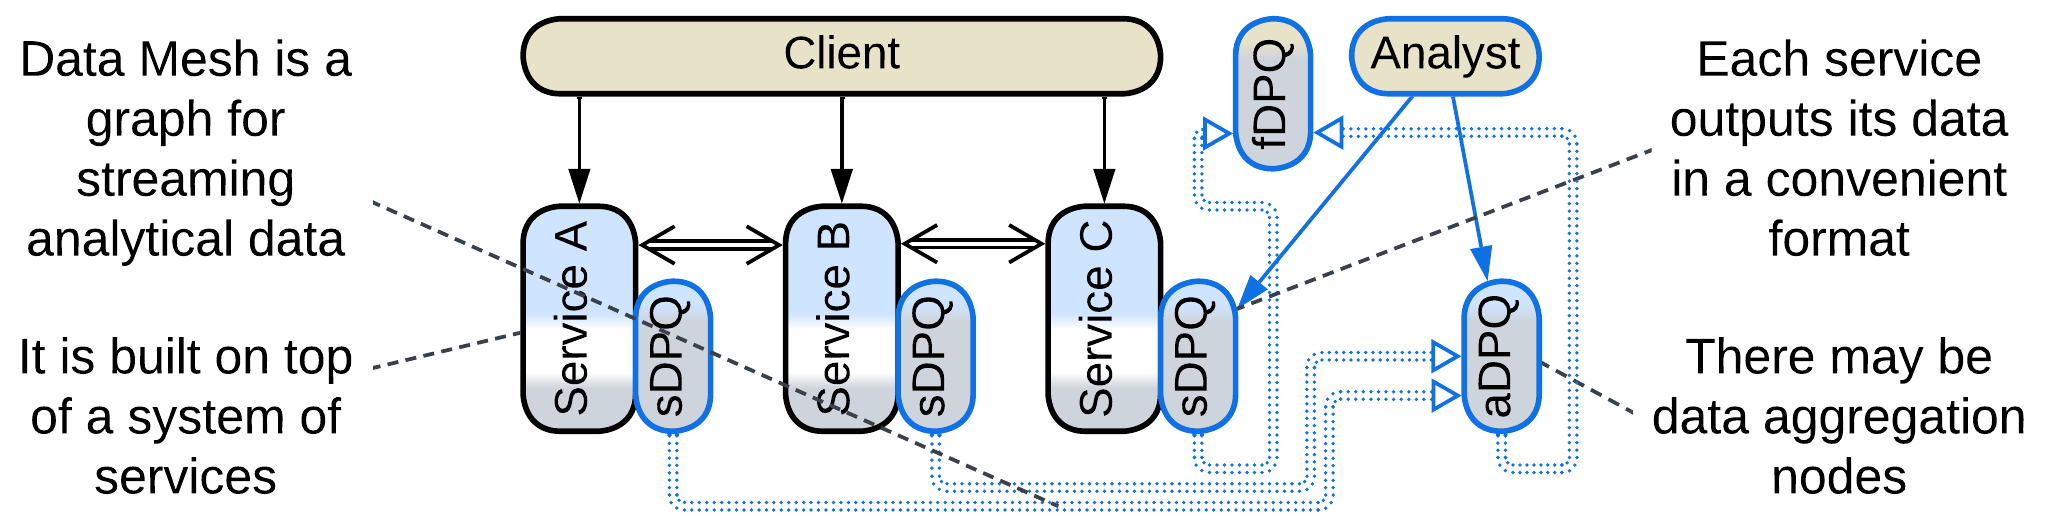 Data Mesh is a
graph for
streaming
analytical data
It is built on top
of a system of
services
Client
fDPQ
Analyst
Service A
sDPQ
Service B
sDPQ
Service C
sDPQ
aDPQ
Each service
outputs its data
in a convenient
format
There may be
data aggregation
nodes